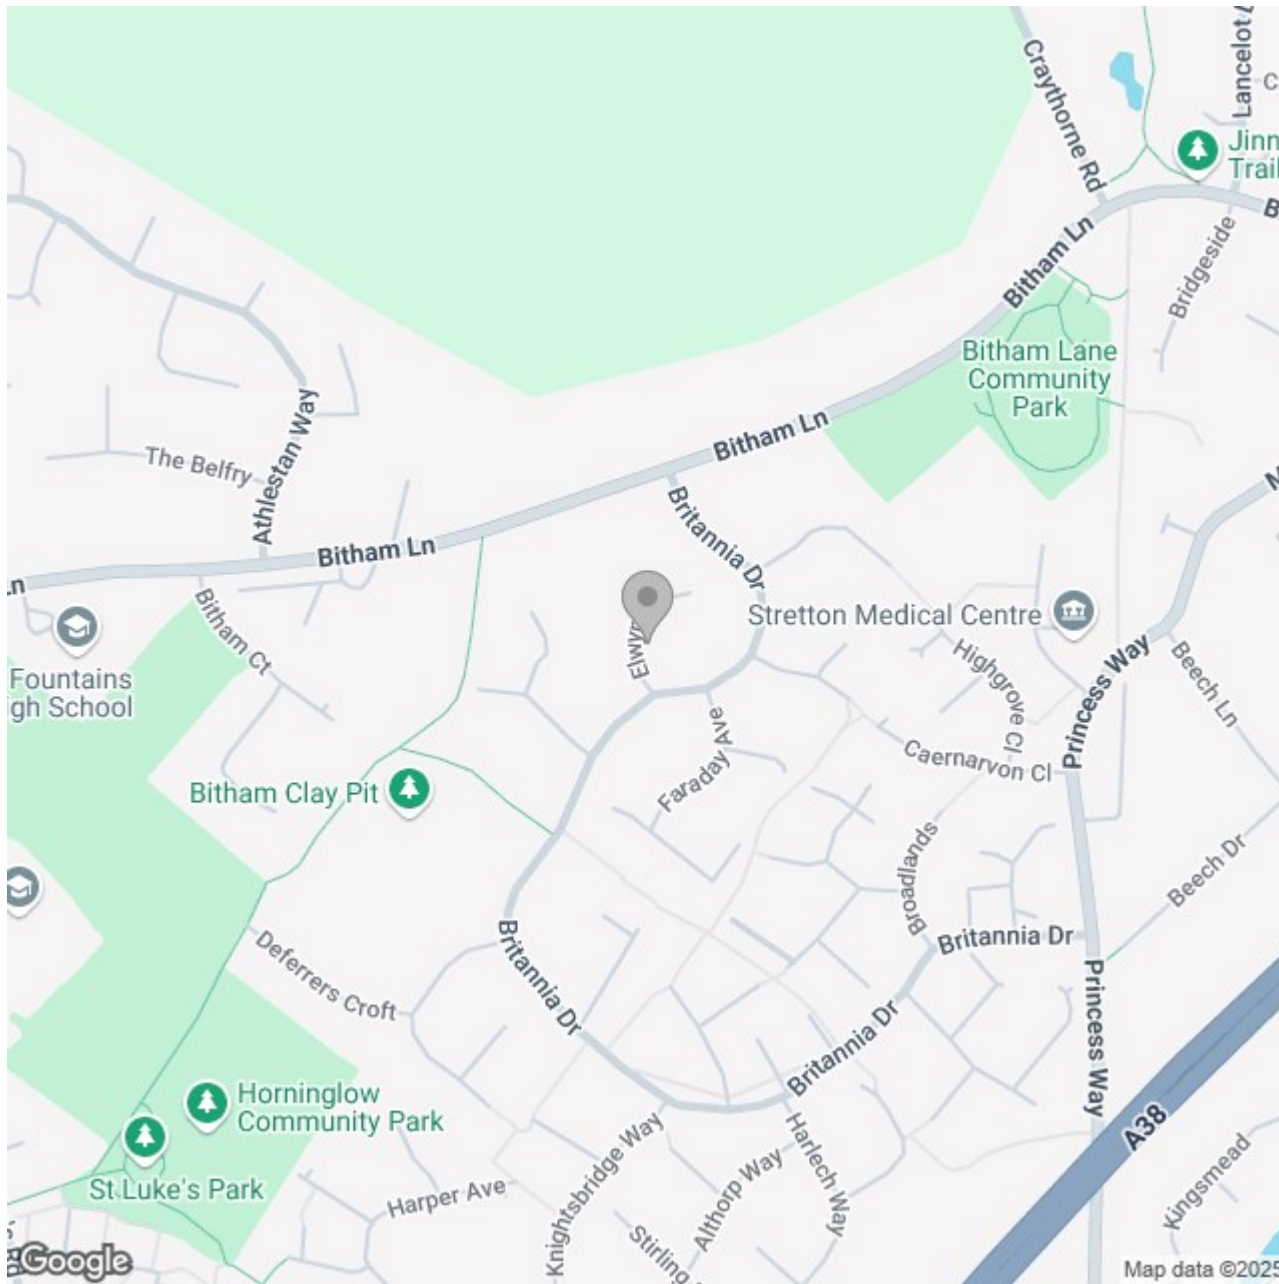 Craythorne Rd
Lancelot
Jinn
Trail
Bridgeside
Bitham Ln
Bitham Lane
Community
Park
Bitham Ln
The Belfry
Athlestan Way
Britannia Dr
Bitham Ln
Ln
Stretton Medical Centre
Bitham Ct
Fountains
gh School
Highgrove Cl
Princess Way
Beech Ln
Caernarvon Cl
Faraday Ave
Bitham Clay Pit
Broadlands
Beech Dr
Britannia Dr
Britannia Dr
Deferrers Croft
Princess Way
Britannia Dr
Horninglow
Community Park
A38
St Luke's Park
Knightsbridge Way
Harlech Way
Althorp Way
Kingsmead
Harper Ave
Stirling
Google
Map data ©2025